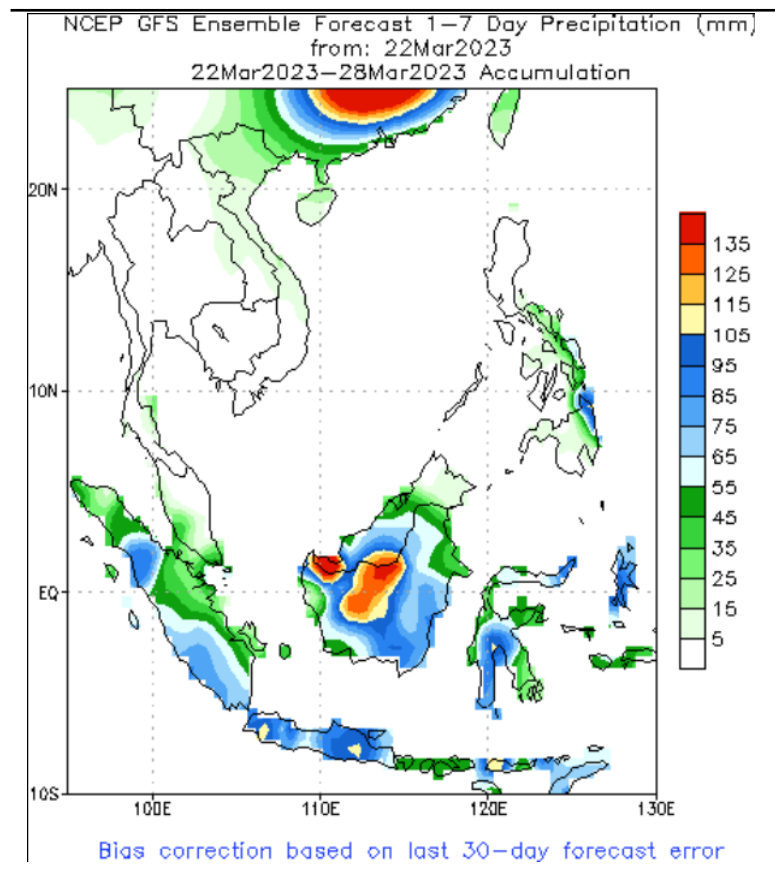 NCEP GFS Ensemble Forecast 1–7 Day Precipitation (mm)
from: 22Mar2023
22Mar2023–28Mar2023 Accumulation
20N
10N
EQ
10S
100E
110E
120E
130E
135
125
115
105
95
85
75
65
55
45
35
25
15
5
Bias correction based on last 30–day forecast error